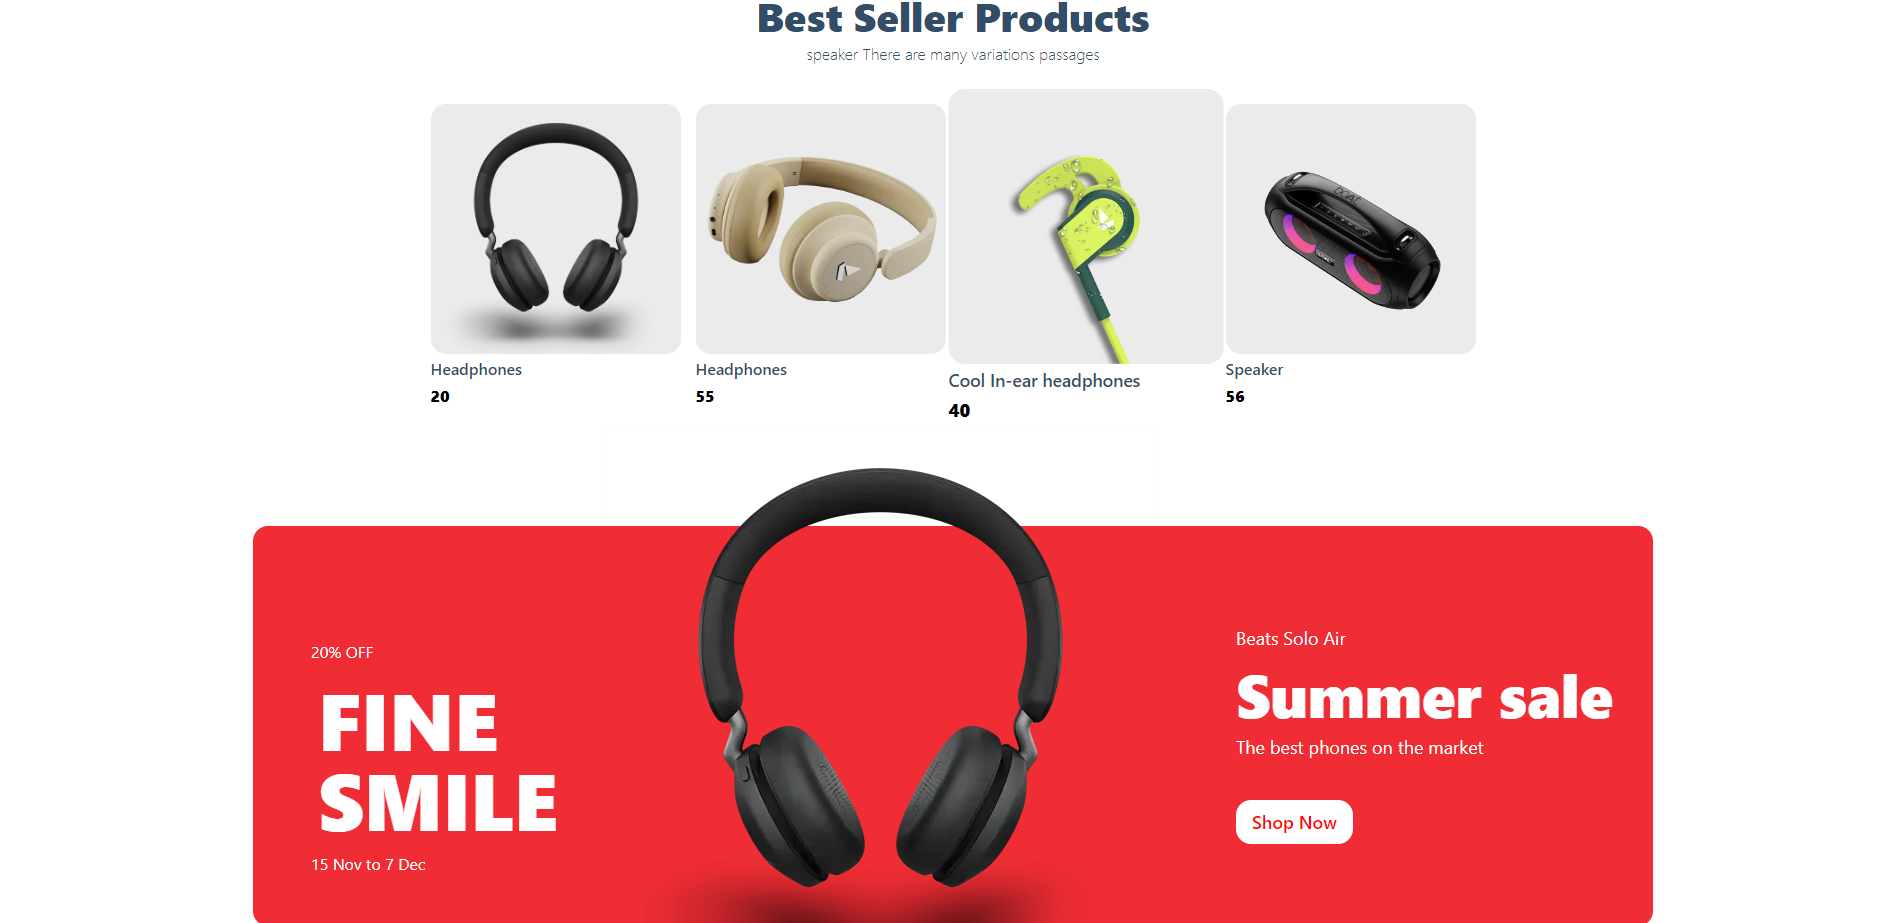 Best Seller Products
speaker There are many variations passages
Headphones
20
Headphones
55
Cool In-ear headphones
40
Speaker
56
20% OFF
FINE
SMILE
15 Nov to 7 Dec
Beats Solo Air
Summer sale
The best phones on the market
Shop Now